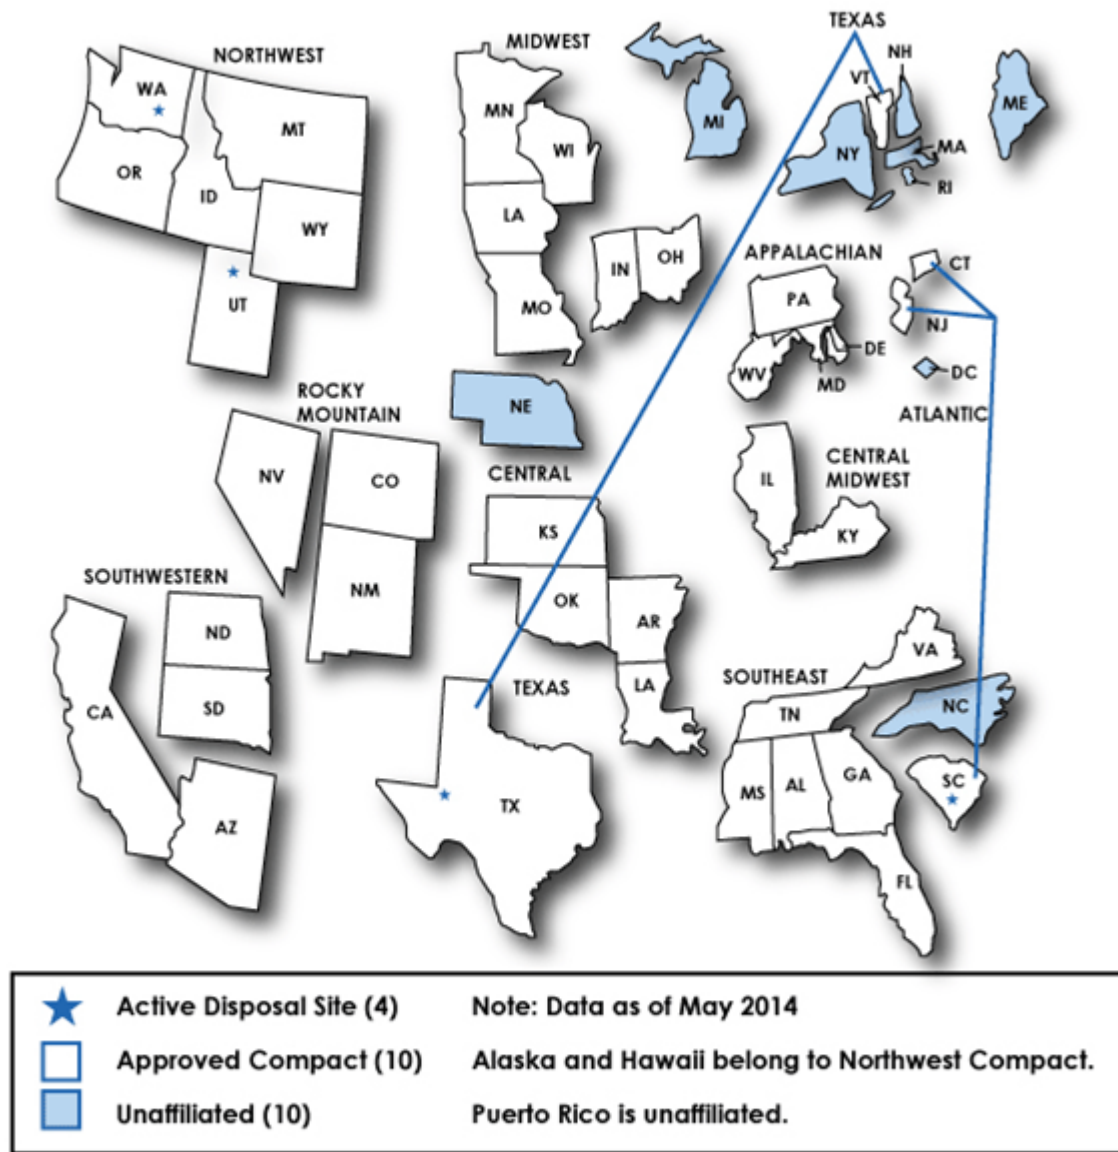 TEXAS
NORTHWEST
MIDWEST
NH
VT
WA
MT
MN
MI
ME
OR
ID
WI
NY
MA
RI
WY
LA
IN
OH
APPALACHIAN
CT
UT
MO
PA
NJ
DE
WV
MD
DC
ROCKY
MOUNTAIN
NE
ATLANTIC
NV
CO
CENTRAL
IL
CENTRAL
MIDWEST
KS
KY
SOUTHWESTERN
NM
OK
ND
AR
VA
SOUTHEAST
CA
SD
TEXAS
LA
TN
NC
AZ
TX
MS
AL
GA
SC
FL
Active Disposal Site (4)
Note: Data as of May 2014
Approved Compact (10)
Alaska and Hawaii belong to Northwest Compact.
Unaffiliated (10)
Puerto Rico is unaffiliated.